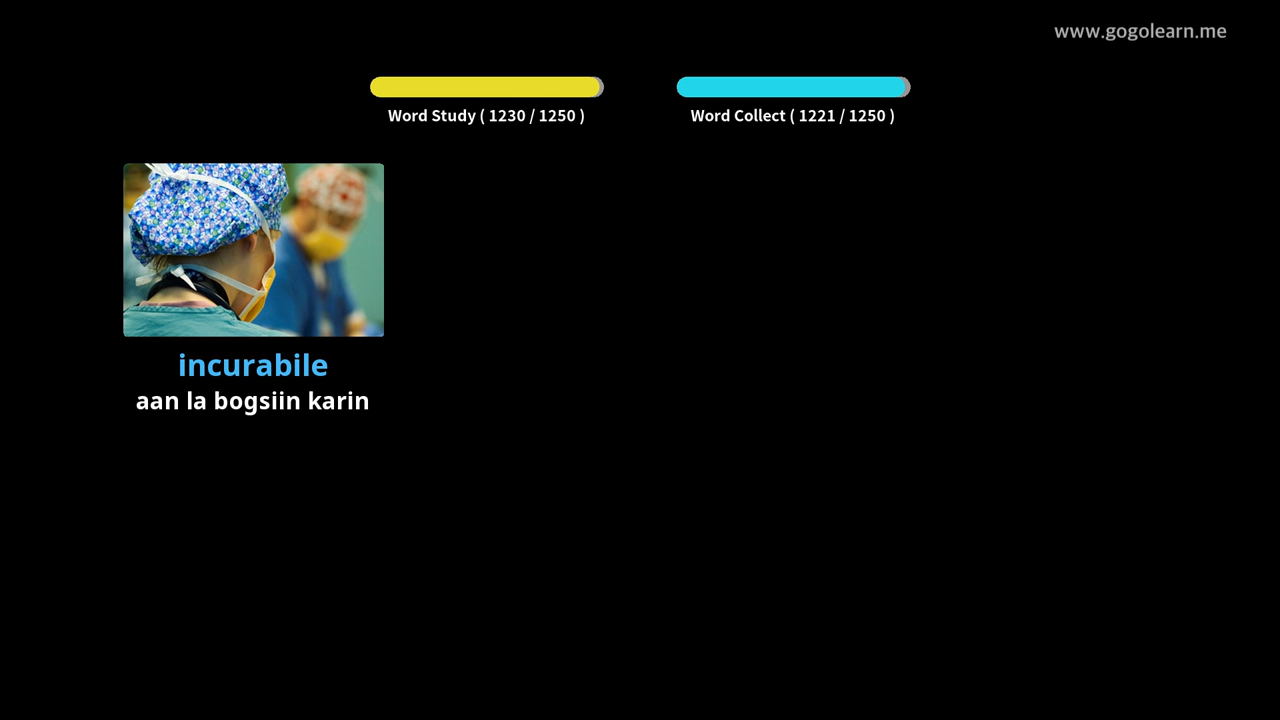 www.gogolearn.me
Word Study ( 1230 / 1250 )
Word Collect ( 1221 / 1250 )
incurabile
aan la bogsiin karin